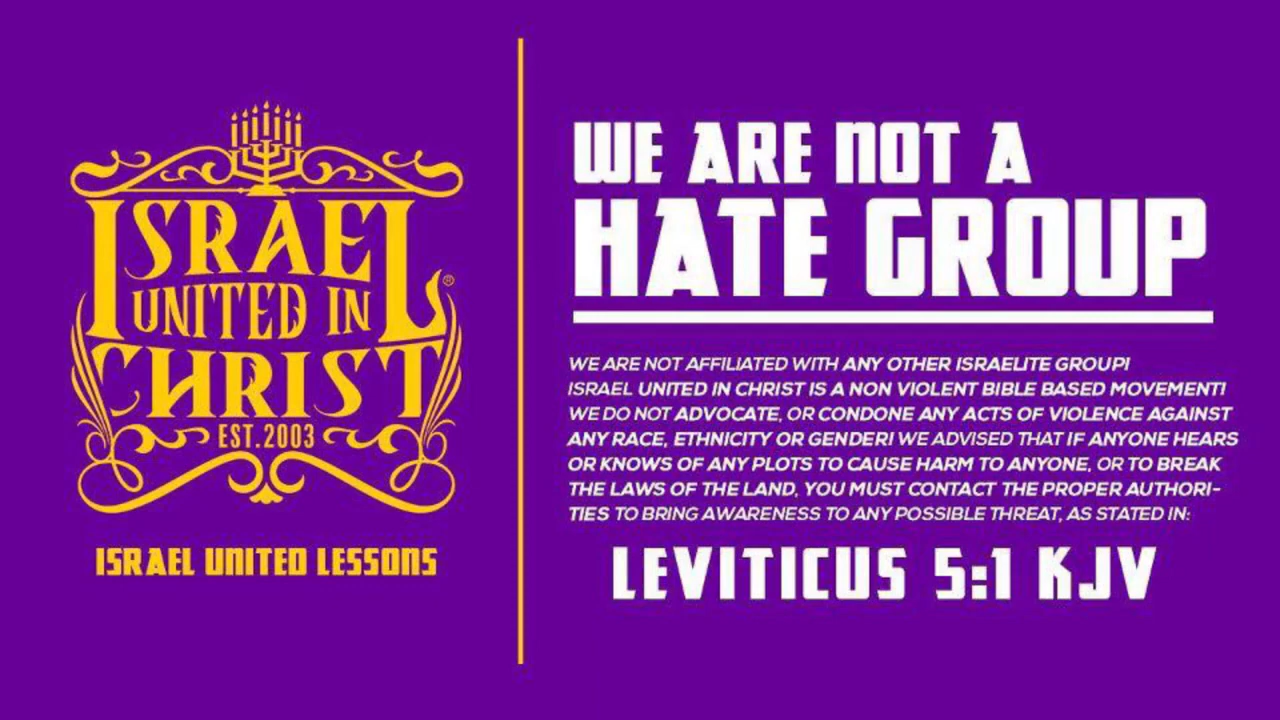 ISRAEL
UNITED IN
CHRIST
EST.2003
ISRAEL UNITED LESSONS
WE ARE NOT A
HATE GROUP
WE ARE NOT AFFILIATED WITH ANY OTHER ISRAELITE GROUP!
ISRAEL UNITED IN CHRIST IS A NON VIOLENT BIBLE BASED MOVEMENT!
WE DO NOT ADVOCATE, OR CONDONE ANY ACTS OF VIOLENCE AGAINST
ANY RACE, ETHNICITY OR GENDER! WE ADVISED THAT IF ANYONE HEARS
OR KNOWS OF ANY PLOTS TO CAUSE HARM TO ANYONE, OR TO BREAK
THE LAWS OF THE LAND, YOU MUST CONTACT THE PROPER AUTHORI-
TIES TO BRING AWARENESS TO ANY POSSIBLE THREAT, AS STATED IN:
LEVITICUS 5:1 KJV